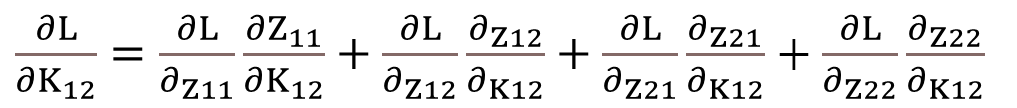 ∂L/∂K₁₂ = ∂L/∂Z₁₁ ∂Z₁₁/∂K₁₂ + ∂L/∂Z₁₂ ∂Z₁₂/∂K₁₂ + ∂L/∂Z₂₁ ∂Z₂₁/∂K₁₂ + ∂L/∂Z₂₂ ∂Z₂₂/∂K₁₂